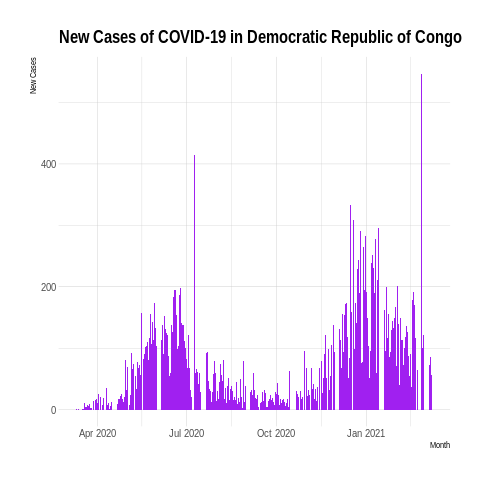 New Cases of COVID-19 in Democratic Republic of Congo
New Cases
400
200
0
Apr 2020
Jul 2020
Oct 2020
Jan 2021
Month